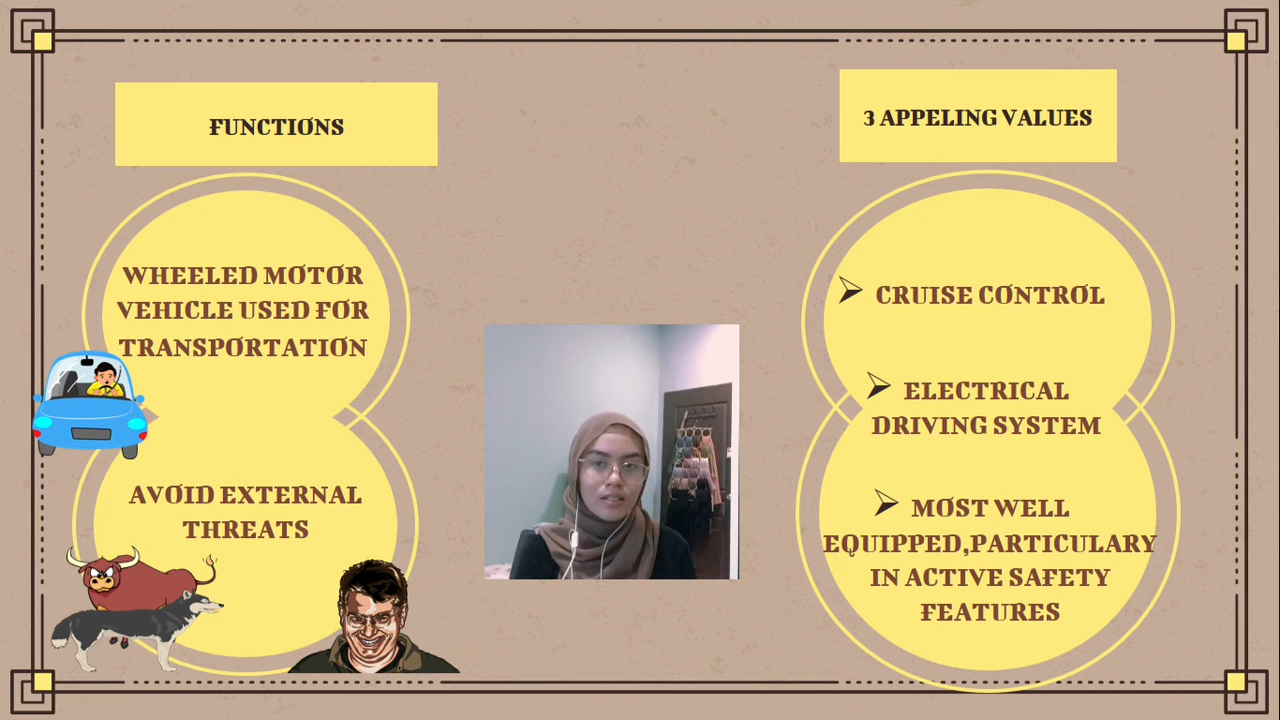 FUNCTIONS
WHEELED MOTOR
VEHICLE USED FOR
TRANSPORTATION
AVOID EXTERNAL
THREATS
3 APPELING VALUES
➢ CRUISE CONTROL
➢ ELECTRICAL
DRIVING SYSTEM
➢ MOST WELL
EQUIPPED,PARTICULARY
IN ACTIVE SAFETY
FEATURES